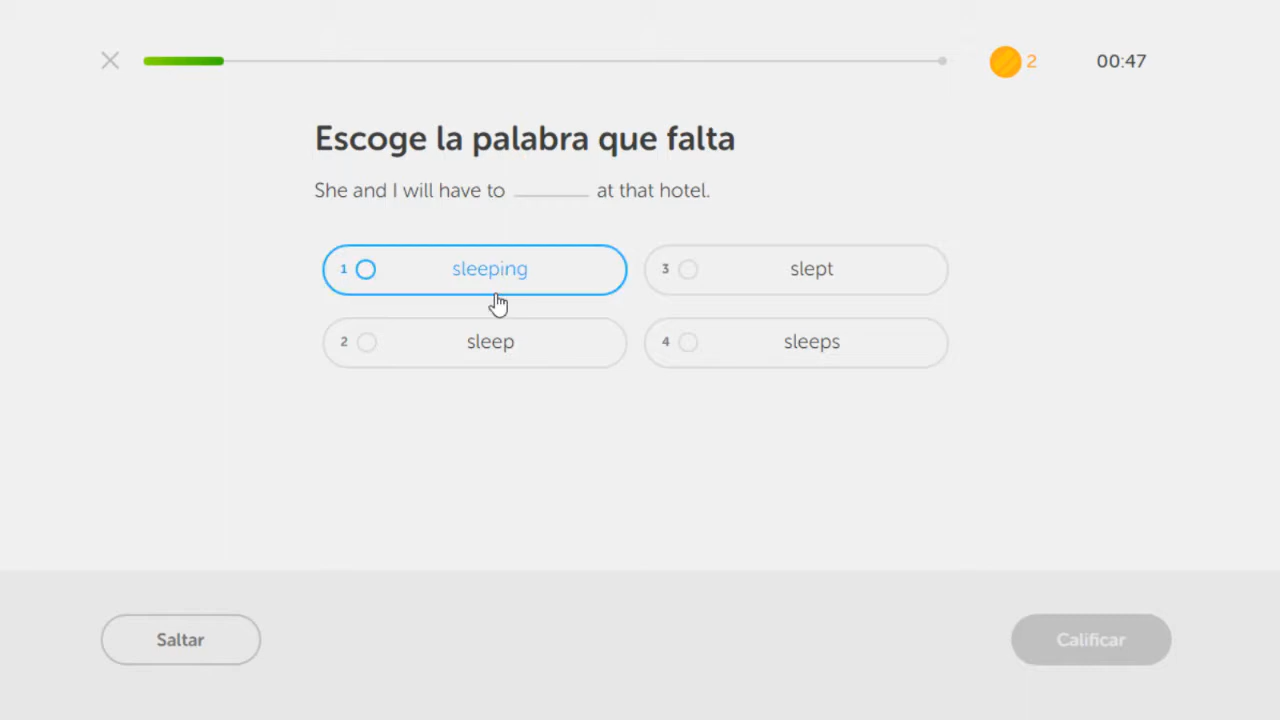 2
00:47
Escoge la palabra que falta
She and I will have to ________ at that hotel.
1 sleeping
3 slept
2 sleep
4 sleeps
Saltar
Calificar